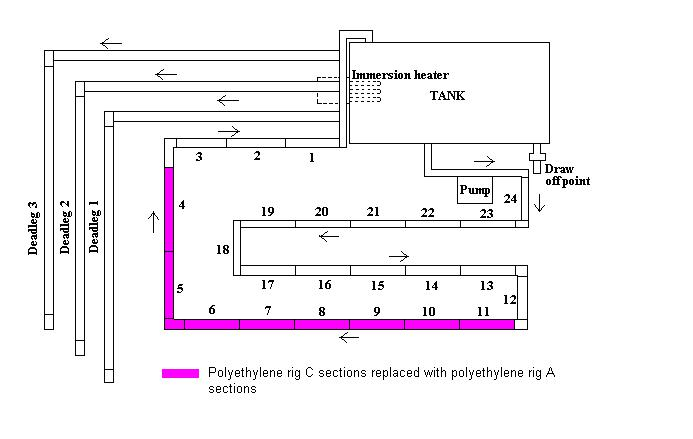 Immersion heater
TANK
3
2
1
Draw
off point
Pump
24
4
Deadleg 3
Deadleg 2
Deadleg 1
19
20
21
22
23
18
5
17
16
15
14
13
12
6
7
8
9
10
11
Polyethylene rig C sections replaced with polyethylene rig A
sections